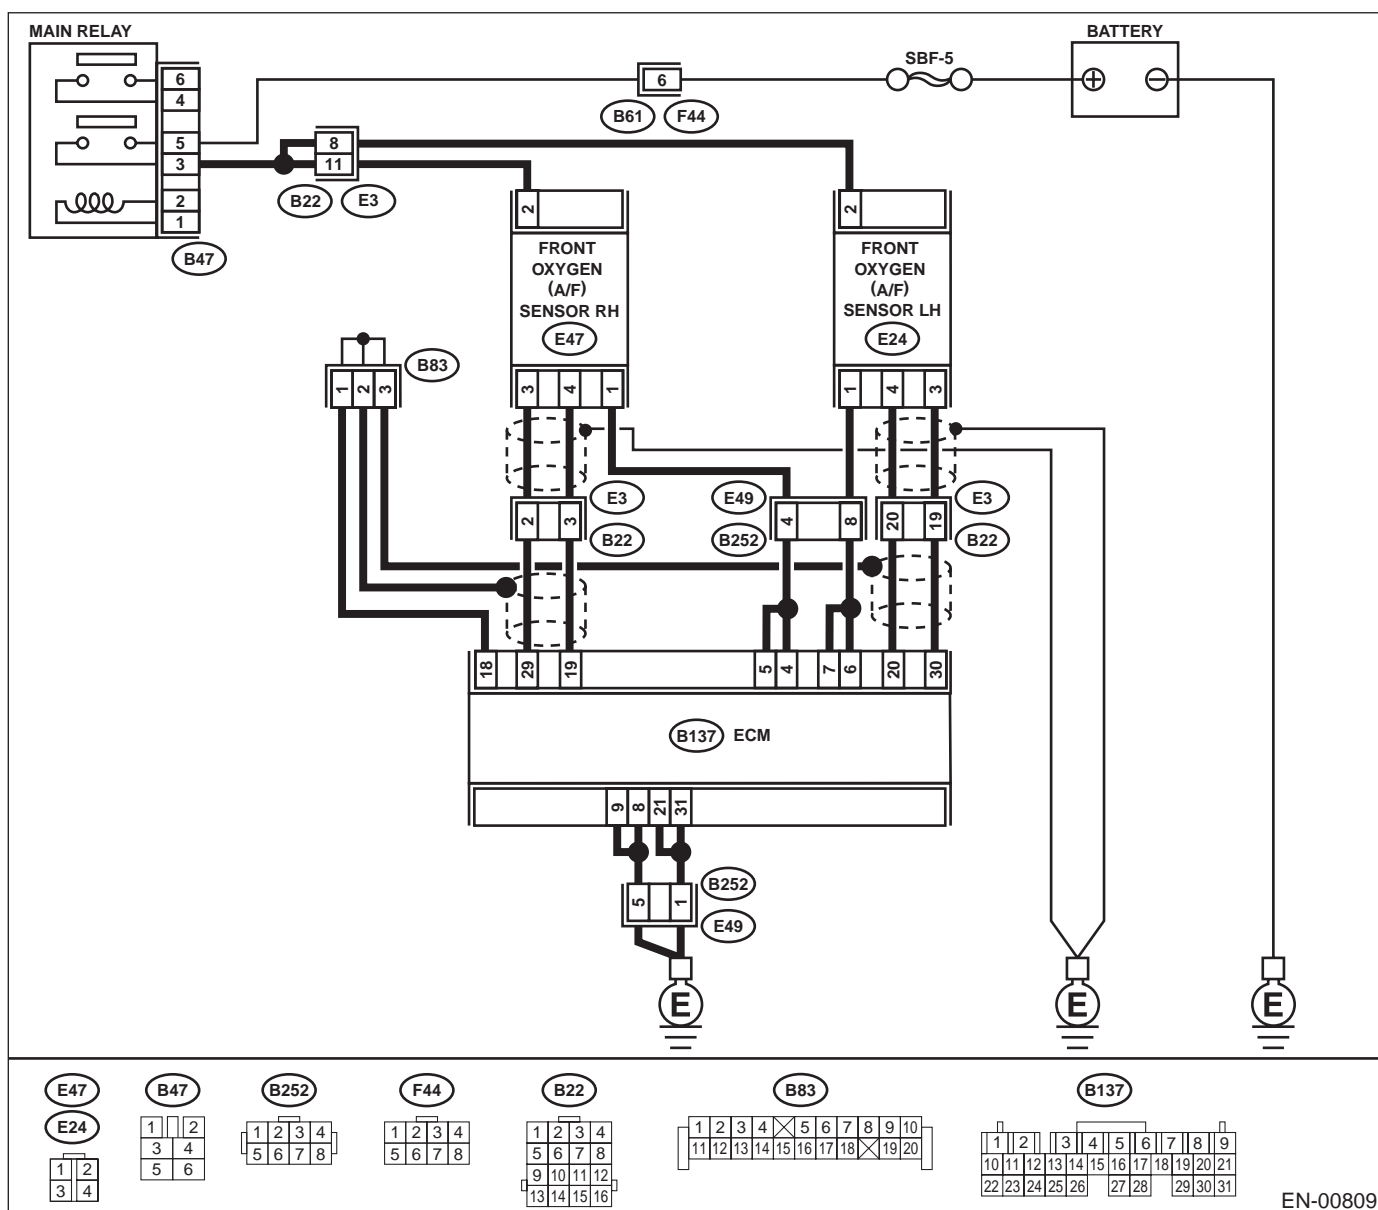 MAIN RELAY
BATTERY
SBF-5
6
4
5
3
2
1
B47
6
B61 F44
8
11
B22 E3
2
FRONT
OXYGEN
(A/F)
SENSOR RH
E47
3 4 1
2
FRONT
OXYGEN
(A/F)
SENSOR LH
E24
1 4 3
B83
1 2 3
E3
2 3
B22
E49
4 8
B252
E3
20 19
B22
18 29 19 5 4 7 6 20 30
B137 ECM
9 8 21 31
B252
5 1
E49
E E E
E47
E24
1 2
3 4
B47
1 2
3 4
5 6
B252
1 2 3 4
5 6 7 8
F44
1 2 3 4
5 6 7 8
B22
1 2 3 4
5 6 7 8
9 10 11 12
13 14 15 16
B83
1 2 3 4 5 6 7 8 9 10
11 12 13 14 15 16 17 18 19 20
B137
1 2 3 4 5 6 7 8 9
10 11 12 13 14 15 16 17 18 19 20 21
22 23 24 25 26 27 28 29 30 31
EN-00809